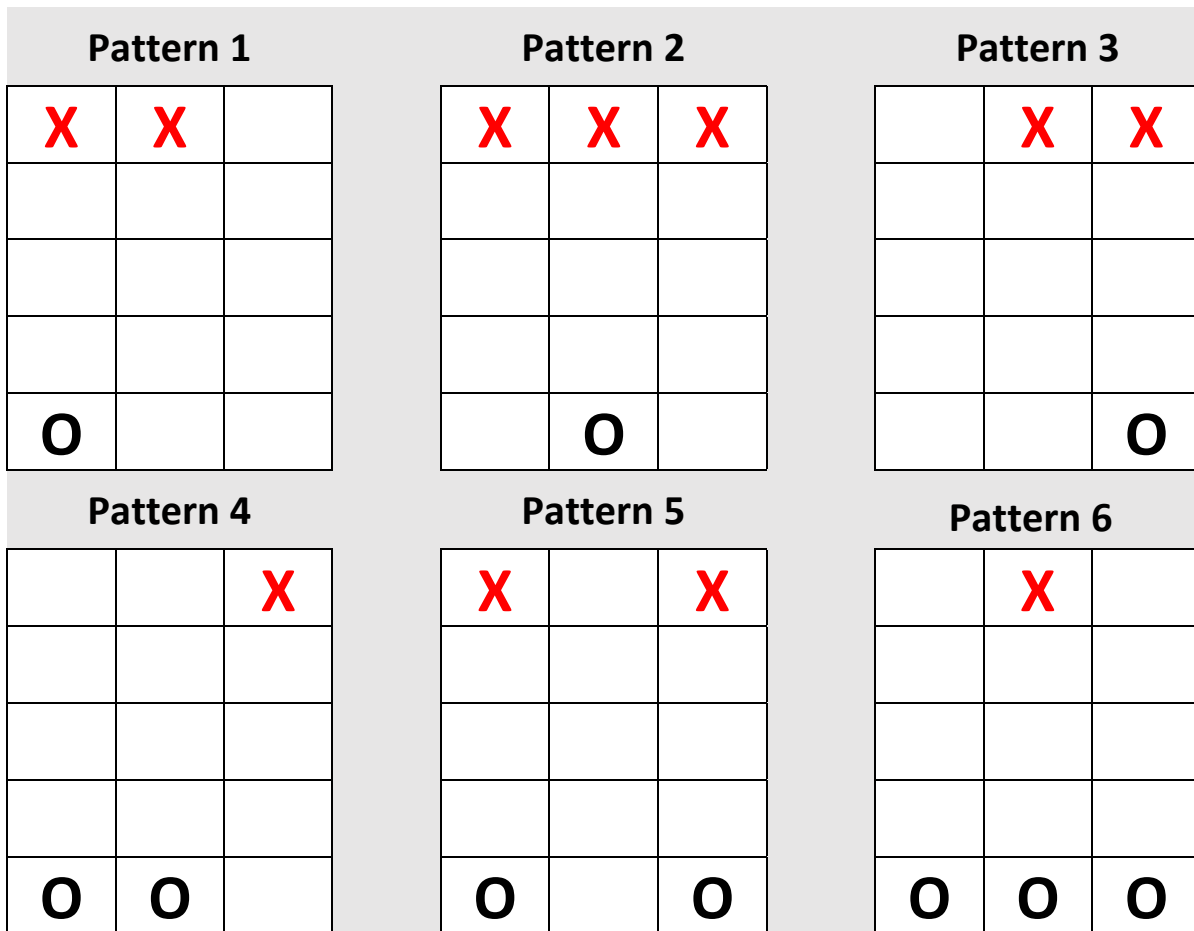 Pattern 1 Pattern 2 Pattern 3
X X X X X X X
O O O
Pattern 4 Pattern 5 Pattern 6
X X X X
O O O O O O O